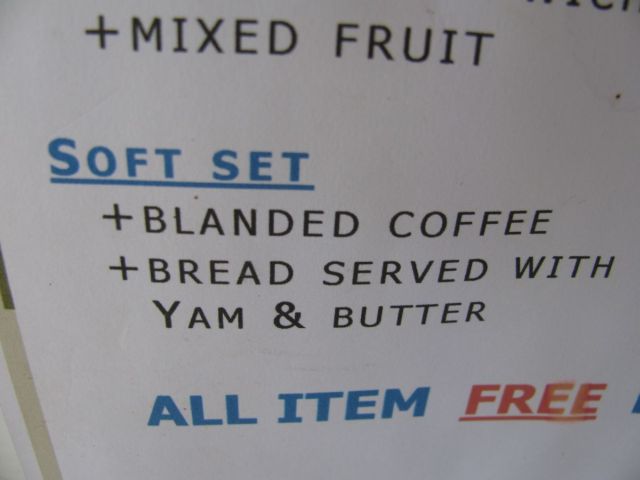 +MIXED FRUIT
SOFT SET
+BLANDED COFFEE
+BREAD SERVED WITH
YAM & BUTTER
ALL ITEM FREE